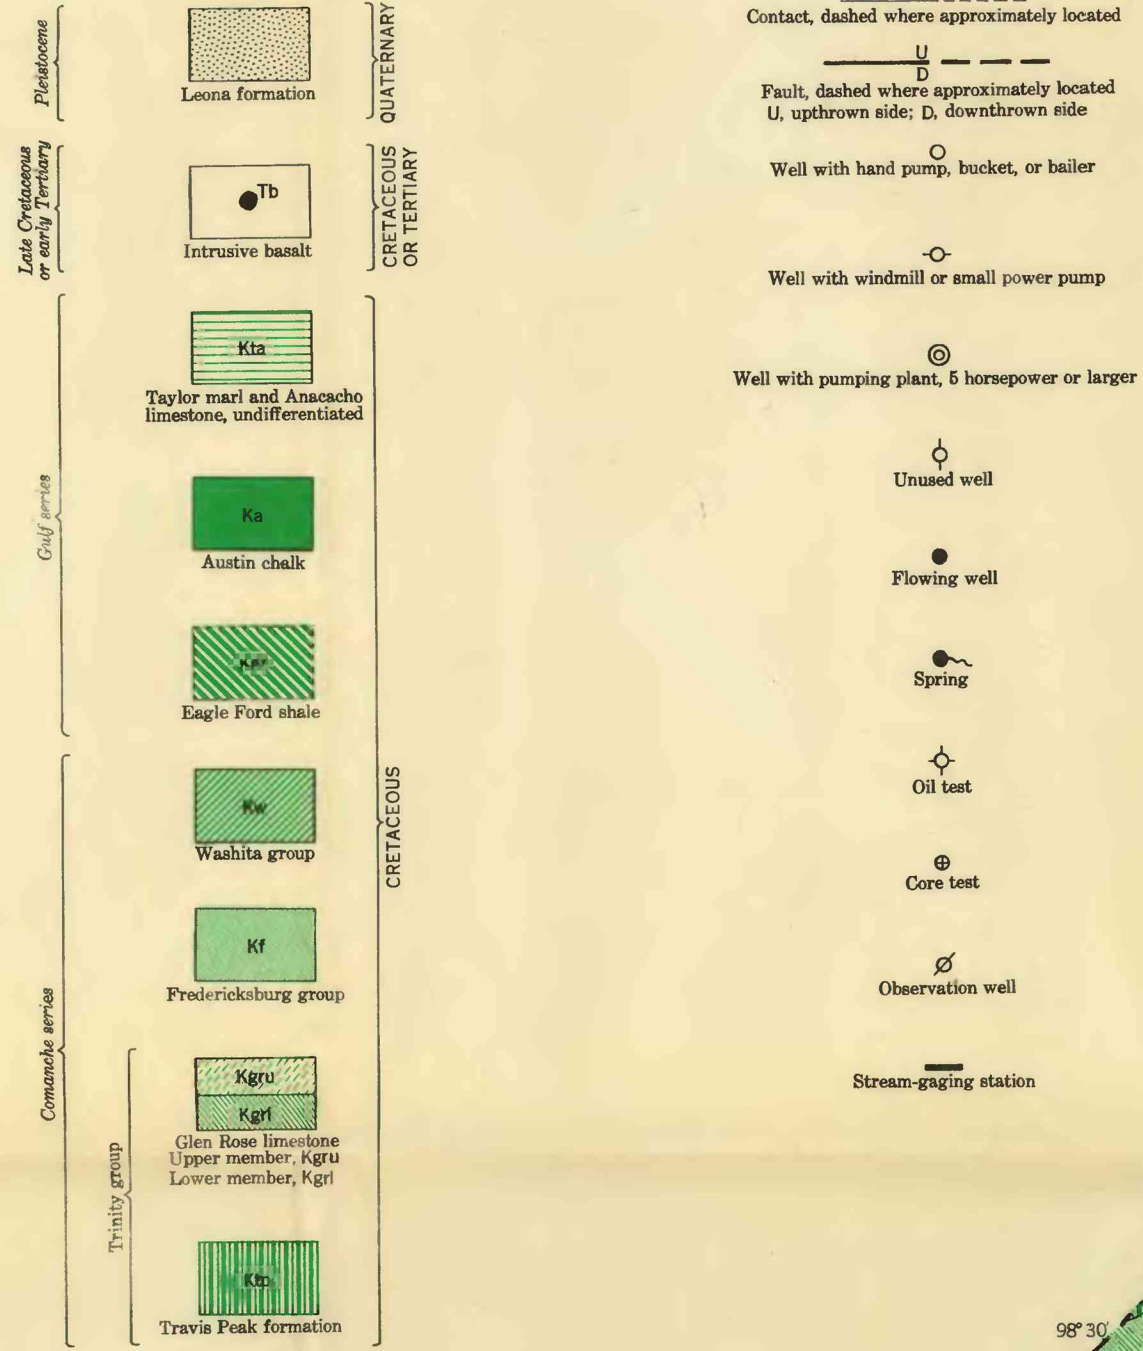 Pleistocene
Leona formation
QUATERNARY
Late Cretaceous
or early Tertiary
Tb
Intrusive basalt
CRETACEOUS
OR TERTIARY
Gulf series
Kta
Taylor marl and Anacacho
limestone, undifferentiated
Ka
Austin chalk
Eagle Ford shale
Comanche series
Kw
Washita group
Kf
Fredericksburg group
Trinity group
Kgru
Kgrl
Glen Rose limestone
Upper member, Kgru
Lower member, Kgrl
Ktp
Travis Peak formation
CRETACEOUS
Contact, dashed where approximately located
U
D
Fault, dashed where approximately located
U, upthrown side; D, downthrown side
Well with hand pump, bucket, or bailer
Well with windmill or small power pump
Well with pumping plant, 5 horsepower or larger
Unused well
Flowing well
Spring
Oil test
Core test
Observation well
Stream-gaging station
98°30'